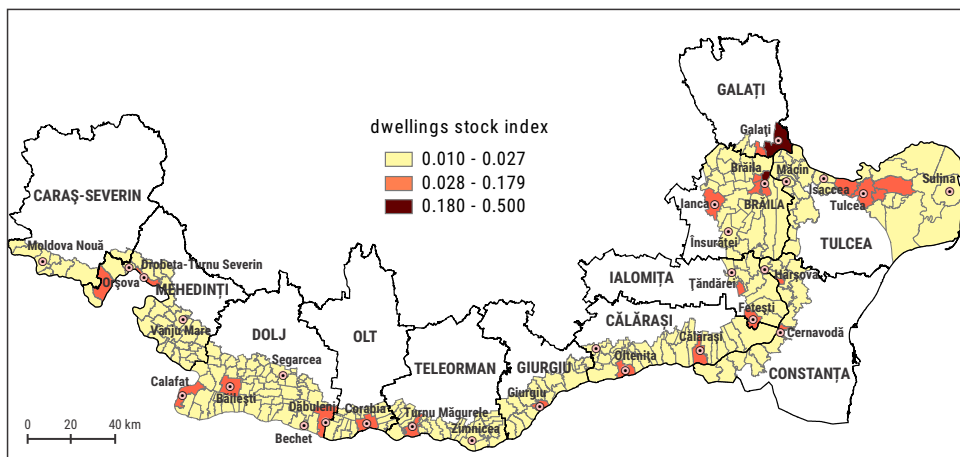 GALAȚI
Galați
dwellings stock index
0.010 - 0.027
0.028 - 0.179
0.180 - 0.500
Brăila
Măcin
Isaccea
Sulina
Tulcea
Ianca
BRĂILA
Însurăței
TULCEA
CARAȘ-SEVERIN
Moldova Nouă
Drobeta-Turnu Severin
Orșova
MEHEDINȚI
IALOMIȚA
Țăndărei
Hârșova
Fetești
Vânju Mare
DOLJ
OLT
CĂLĂRAȘI
Cernavodă
Călărași
Oltenița
TELEORMAN
GIURGIU
CONSTANȚA
Segarcea
Calafat
Băilești
Giurgiu
Dăbuleni
Corabia
Turnu Măgurele
Zimnicea
Bechet
0 20 40 km